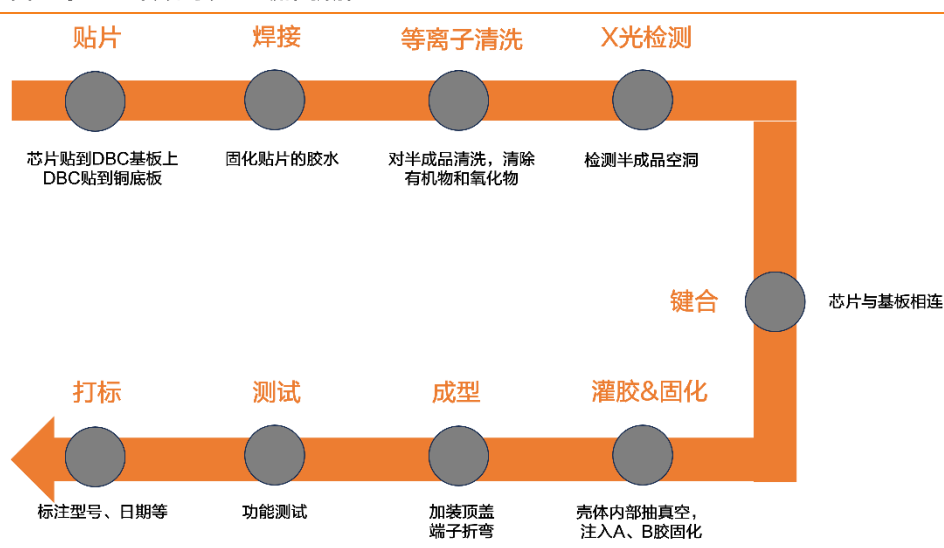 贴片
焊接
等离子清洗
X光检测
芯片贴到DBC基板上
DBC贴到铜底板
固化贴片的胶水
对半成品清洗，清除
有机物和氧化物
检测半成品空洞
键合
芯片与基板相连
打标
测试
成型
灌胶&固化
标注型号、日期等
功能测试
加装顶盖
端子折弯
壳体内部抽真空，
注入A、B胶固化